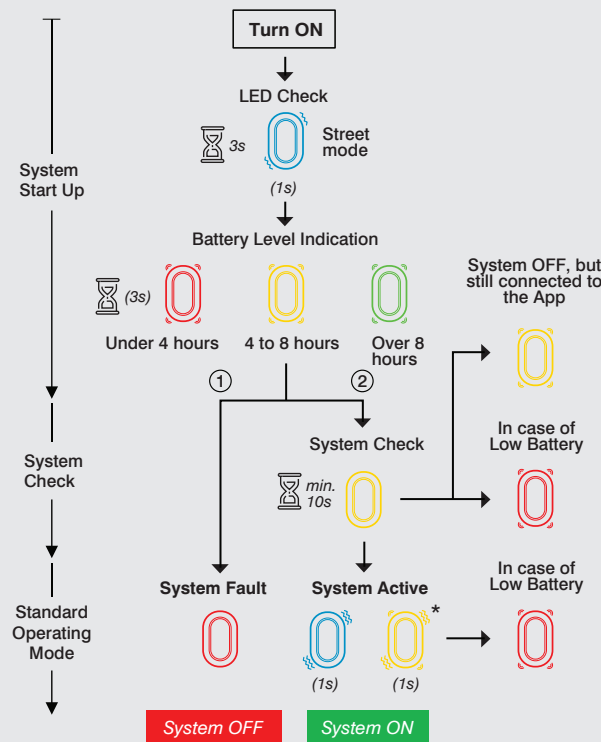 Turn ON
LED Check
3s
Street
mode
(1s)
System
Start Up
Battery Level Indication
(3s)
Under 4 hours
4 to 8 hours
Over 8
hours
System OFF, but
still connected to
the App
1
2
System Check
min.
10s
In case of
Low Battery
System
Check
System Fault
System Active
In case of
Low Battery
*
Standard
Operating
Mode
(1s)
(1s)
System OFF
System ON